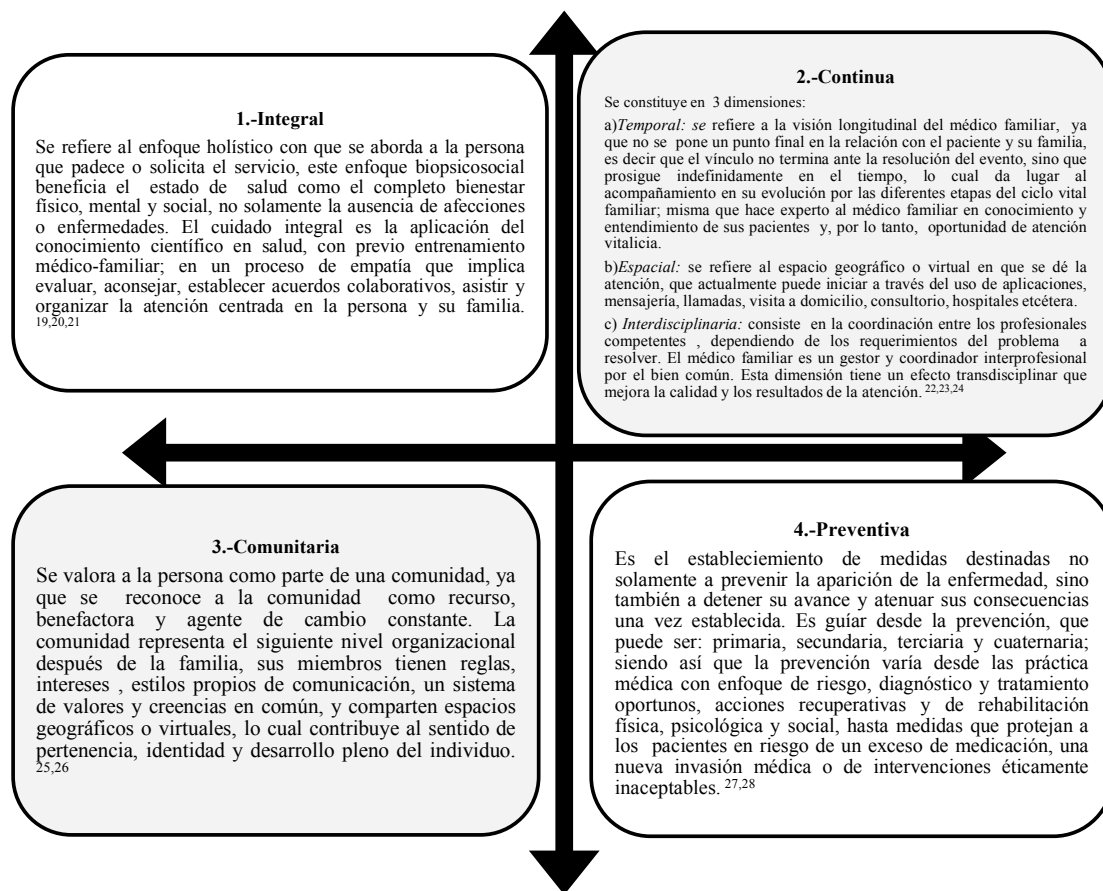 1.-Integral
Se refiere al enfoque holístico con que se aborda a la persona
que padece o solicita el servicio, este enfoque biopsicosocial
beneficia el estado de salud como el completo bienestar
físico, mental y social, no solamente la ausencia de afecciones
o enfermedades. El cuidado integral es la aplicación del
conocimiento científico en salud, con previo entrenamiento
médico-familiar; en un proceso de empatía que implica
evaluar, aconsejar, establecer acuerdos colaborativos, asistir y
organizar la atención centrada en la persona y su familia.
19,20,21
2.-Continua
Se constituye en 3 dimensiones:
a)Temporal: se refiere a la visión longitudinal del médico familiar, ya
que no se pone un punto final en la relación con el paciente y su familia,
es decir que el vínculo no termina ante la resolución del evento, sino que
prosigue indefinidamente en el tiempo, lo cual da lugar al
acompañamiento en su evolución por las diferentes etapas del ciclo vital
familiar; misma que hace experto al médico familiar en conocimiento y
entendimiento de sus pacientes y, por lo tanto, oportunidad de atención
vitalicia.
b)Espacial: se refiere al espacio geográfico o virtual en que se dé la
atención, que actualmente puede iniciar a través del uso de aplicaciones,
mensajería, llamadas, visita a domicilio, consultorio, hospitales etcétera.
c) Interdisciplinaria: consiste en la coordinación entre los profesionales
competentes , dependiendo de los requerimientos del problema a
resolver. El médico familiar es un gestor y coordinador interprofesional
por el bien común. Esta dimensión tiene un efecto transdisciplinar que
mejora la calidad y los resultados de la atención. 22,23,24
3.-Comunitaria
Se valora a la persona como parte de una comunidad, ya
que se reconoce a la comunidad como recurso,
benefactora y agente de cambio constante. La
comunidad representa el siguiente nivel organizacional
después de la familia, sus miembros tienen reglas,
intereses , estilos propios de comunicación, un sistema
de valores y creencias en común, y comparten espacios
geográficos o virtuales, lo cual contribuye al sentido de
pertenencia, identidad y desarrollo pleno del individuo.
25,26
4.-Preventiva
Es el estableciemiento de medidas destinadas no
solamente a prevenir la aparición de la enfermedad, sino
también a detener su avance y atenuar sus consecuencias
una vez establecida. Es guíar desde la prevención, que
puede ser: primaria, secundaria, terciaria y cuaternaria;
siendo así que la prevención varía desde las práctica
médica con enfoque de riesgo, diagnóstico y tratamiento
oportunos, acciones recuperativas y de rehabilitación
física, psicológica y social, hasta medidas que protejan a
los pacientes en riesgo de un exceso de medicación, una
nueva invasión médica o de intervenciones éticamente
inaceptables. 27,28